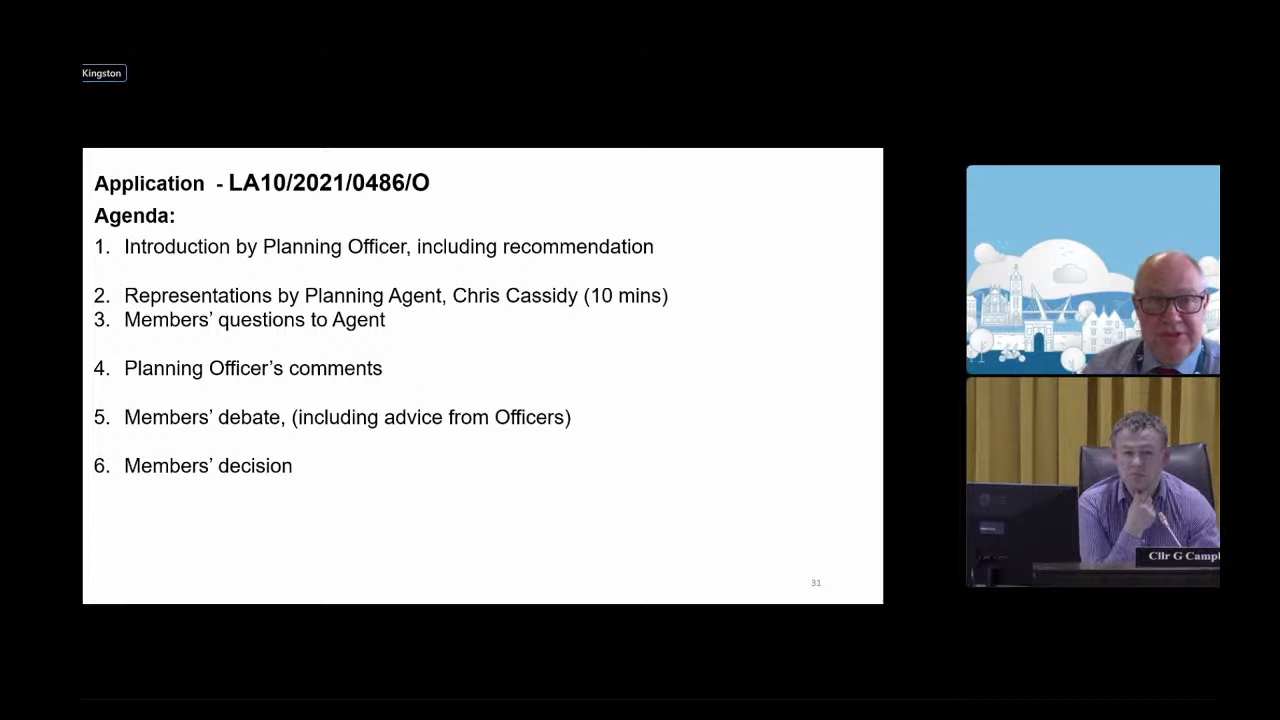 Kingston
Application - LA10/2021/0486/O
Agenda:
1. Introduction by Planning Officer, including recommendation
2. Representations by Planning Agent, Chris Cassidy (10 mins)
3. Members’ questions to Agent
4. Planning Officer’s comments
5. Members’ debate, (including advice from Officers)
6. Members’ decision
31
Cllr G Campb